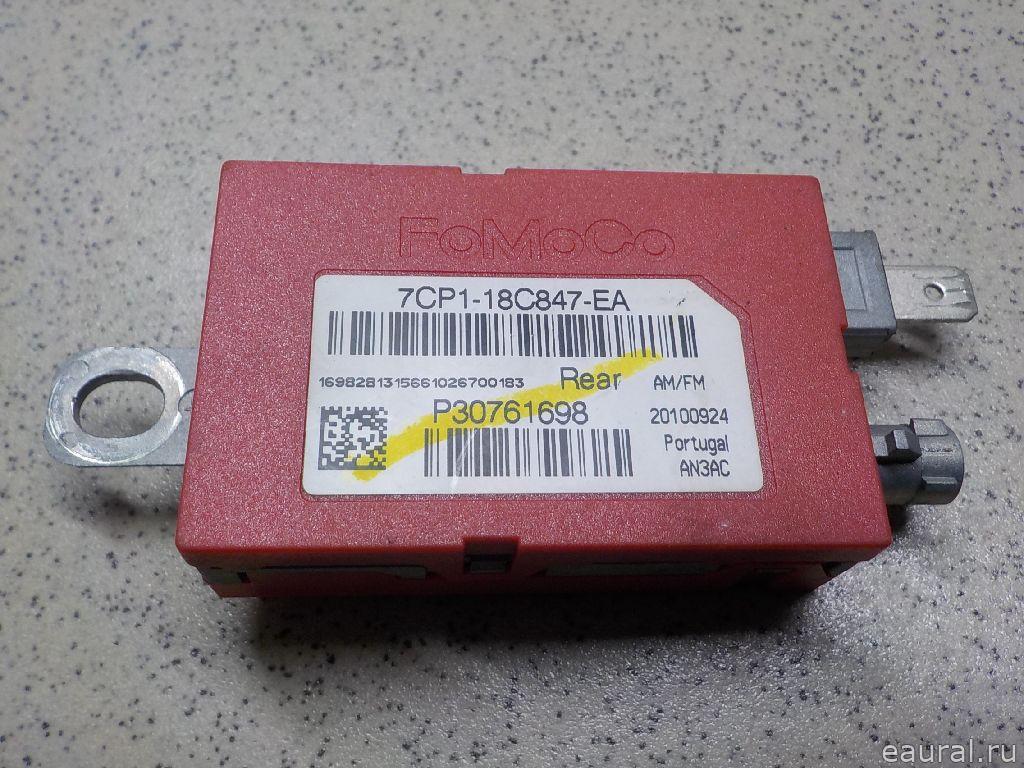 FoMoCo
7CP1-18C847-EA
1698281315661026700183 Rear AM/FM
P30761698 20100924
Portugal
AN3AC
eaural.ru